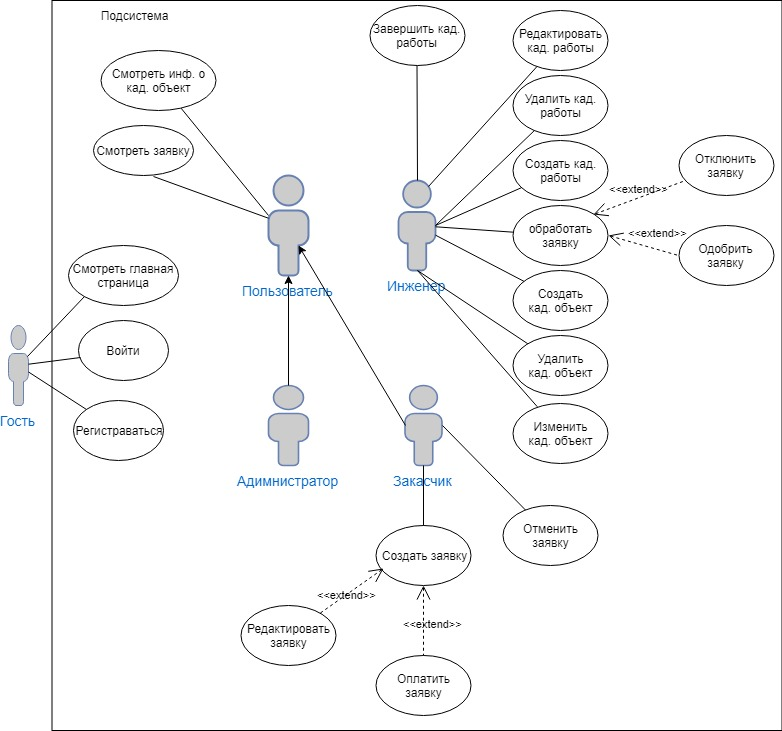 Подсистема
Завершить кад.
работы
Редактировать
кад. работы
Смотреть инф. о
кад. объект
Удалить кад.
работы
Смотреть заявку
Создать кад.
работы
Отклюнить
заявку
<<extend>>
обработать
заявку
<<extend>>
Одобрить
заявку
Пользователь
Инженер
Смотреть главная
страница
Создать
кад. объект
Войти
Удалить
кад. объект
Гость
Регистраваться
Изменить
кад. объект
Адимнистратор
Закасчик
Отменить
заявку
Создать заявку
<<extend>>
Редактировать
заявку
<<extend>>
Оплатить
заявку